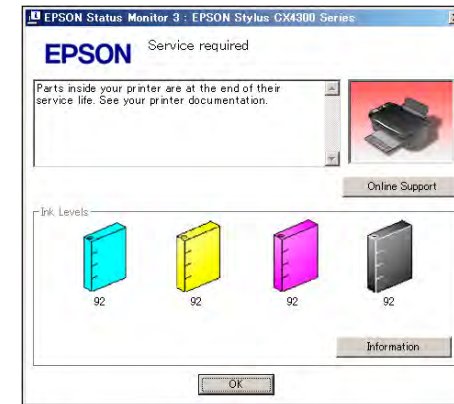 EPSON Status Monitor 3 : EPSON Stylus CX4300 Series
EPSON
Service required
Parts inside your printer are at the end of their
service life. See your printer documentation.
Online Support
Ink Levels
92
92
92
92
Information
OK